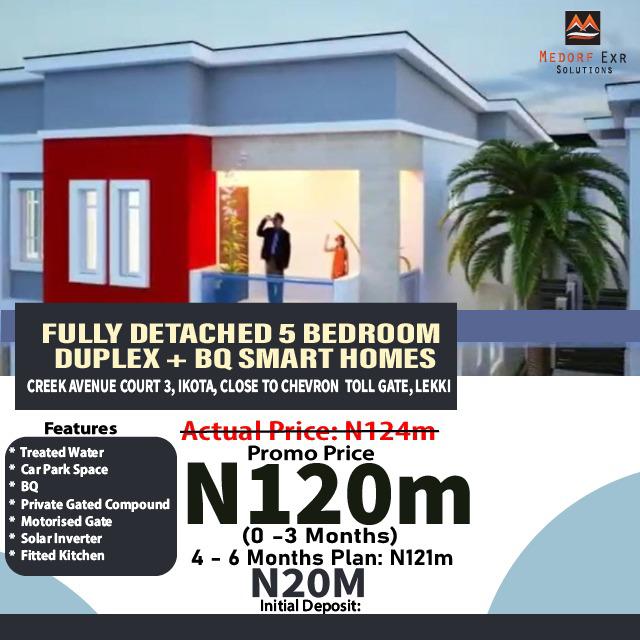 MEDORF EXR
SOLUTIONS
FULLY DETACHED 5 BEDROOM
DUPLEX + BQ SMART HOMES
CREEK AVENUE COURT 3, IKOTA, CLOSE TO CHEVRON TOLL GATE, LEKKI
Features
* Treated Water
* Car Park Space
* BQ
* Private Gated Compound
* Motorised Gate
* Solar Inverter
* Fitted Kitchen
Actual Price: N124m
Promo Price
N120m
(0 -3 Months)
4 - 6 Months Plan: N121m
N20M
Initial Deposit: